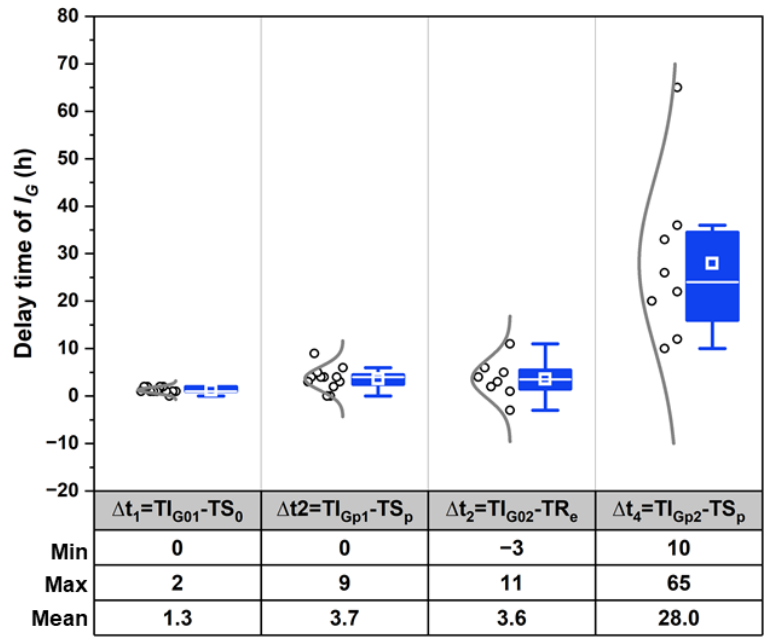 80
70
60
50
40
30
20
10
0
−10
−20
Delay time of I_G (h)
Δt₁=TI_G01-TS₀ Δt2=TI_Gp1-TS_p Δt₂=TI_G02-TR_e Δt₄=TI_Gp2-TS_p
Min 0 0 −3 10
Max 2 9 11 65
Mean 1.3 3.7 3.6 28.0